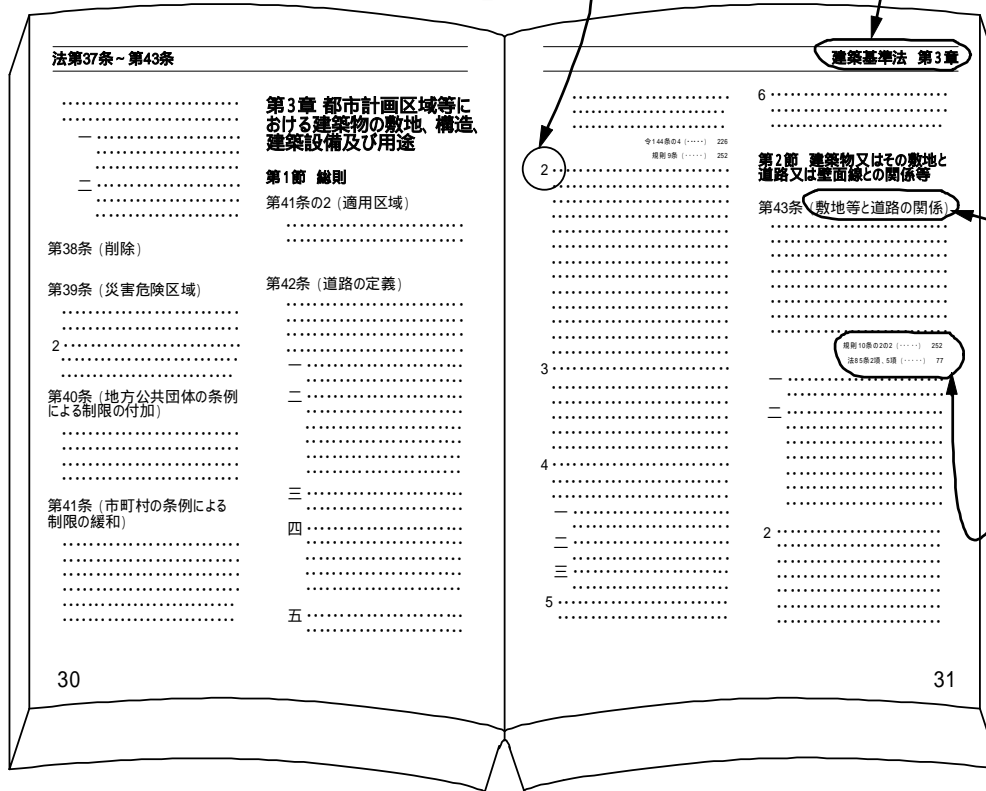 法第37条~第43条
一
二
第38条 (削除)
第39条 (災害危険区域)
2
第40条 (地方公共団体の条例
による制限の付加)
第41条 (市町村の条例による
制限の緩和)
第3章 都市計画区域等に
おける建築物の敷地、構造、
建築設備及び用途
第1節 総則
第41条の2 (適用区域)
第42条 (道路の定義)
一
二
三
四
五
30
建築基準法 第3章
令144条の4 (・・・・・) 226
規則9条 (・・・・・) 252
2
3
4
一
二
三
5
6
第2節 建築物又はその敷地と
道路又は壁面線との関係等
第43条 (敷地等と道路の関係)
規則10条の2の2 (・・・・・) 252
法85条2項、5項 (・・・・・) 77
一
二
2
31